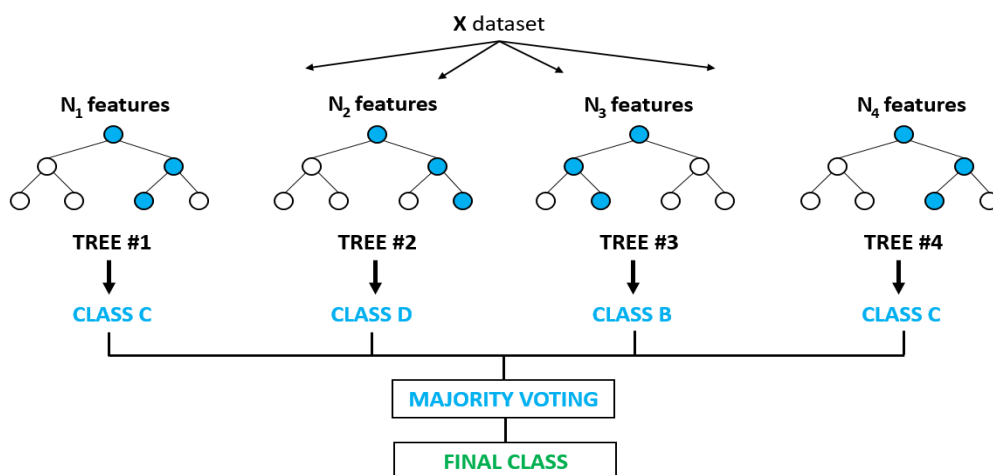 X dataset
N₁ features
N₂ features
N₃ features
N₄ features
TREE #1
TREE #2
TREE #3
TREE #4
CLASS C
CLASS D
CLASS B
CLASS C
MAJORITY VOTING
FINAL CLASS